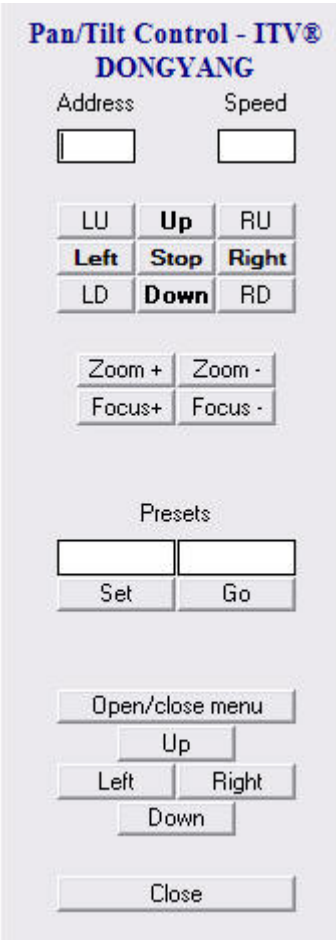 Pan/Tilt Control - ITV®
DONGYANG
Address Speed
LU Up RU
Left Stop Right
LD Down RD
Zoom + Zoom -
Focus+ Focus -
Presets
Set Go
Open/close menu
Up
Left Right
Down
Close